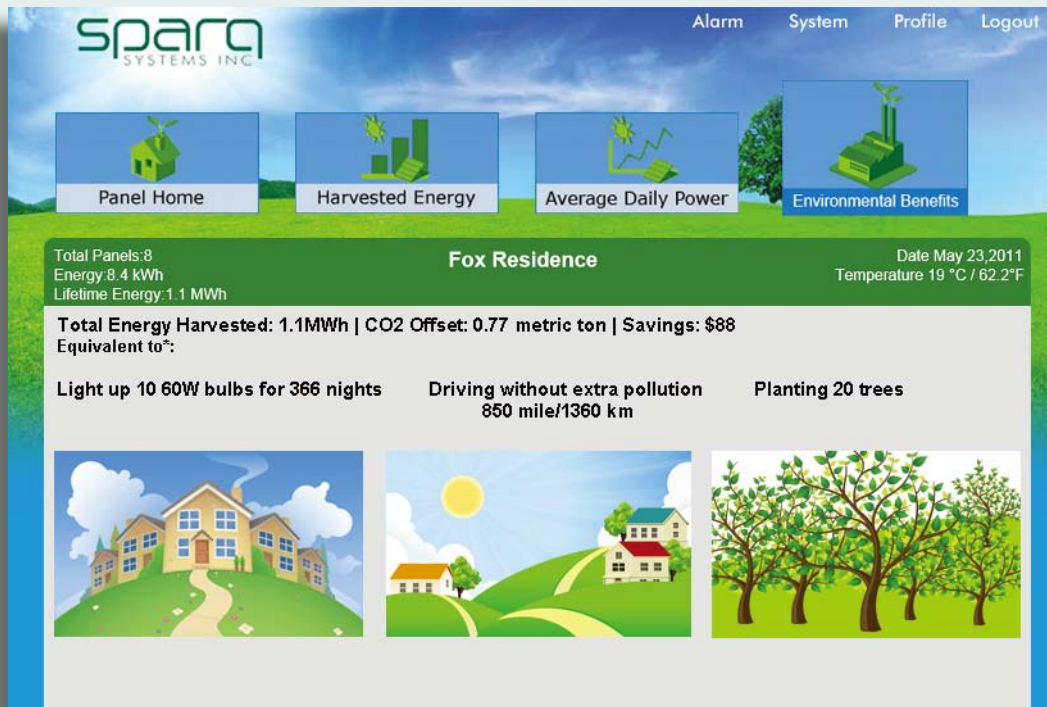 sparq
SYSTEMS INC
Alarm System Profile Logout
Panel Home
Harvested Energy
Average Daily Power
Environmental Benefits
Total Panels:8
Energy:8.4 kWh
Lifetime Energy:1.1 MWh
Fox Residence
Date May 23,2011
Temperature 19 °C / 62.2°F
Total Energy Harvested: 1.1MWh | CO2 Offset: 0.77 metric ton | Savings: $88
Equivalent to*:
Light up 10 60W bulbs for 366 nights
Driving without extra pollution
850 mile/1360 km
Planting 20 trees